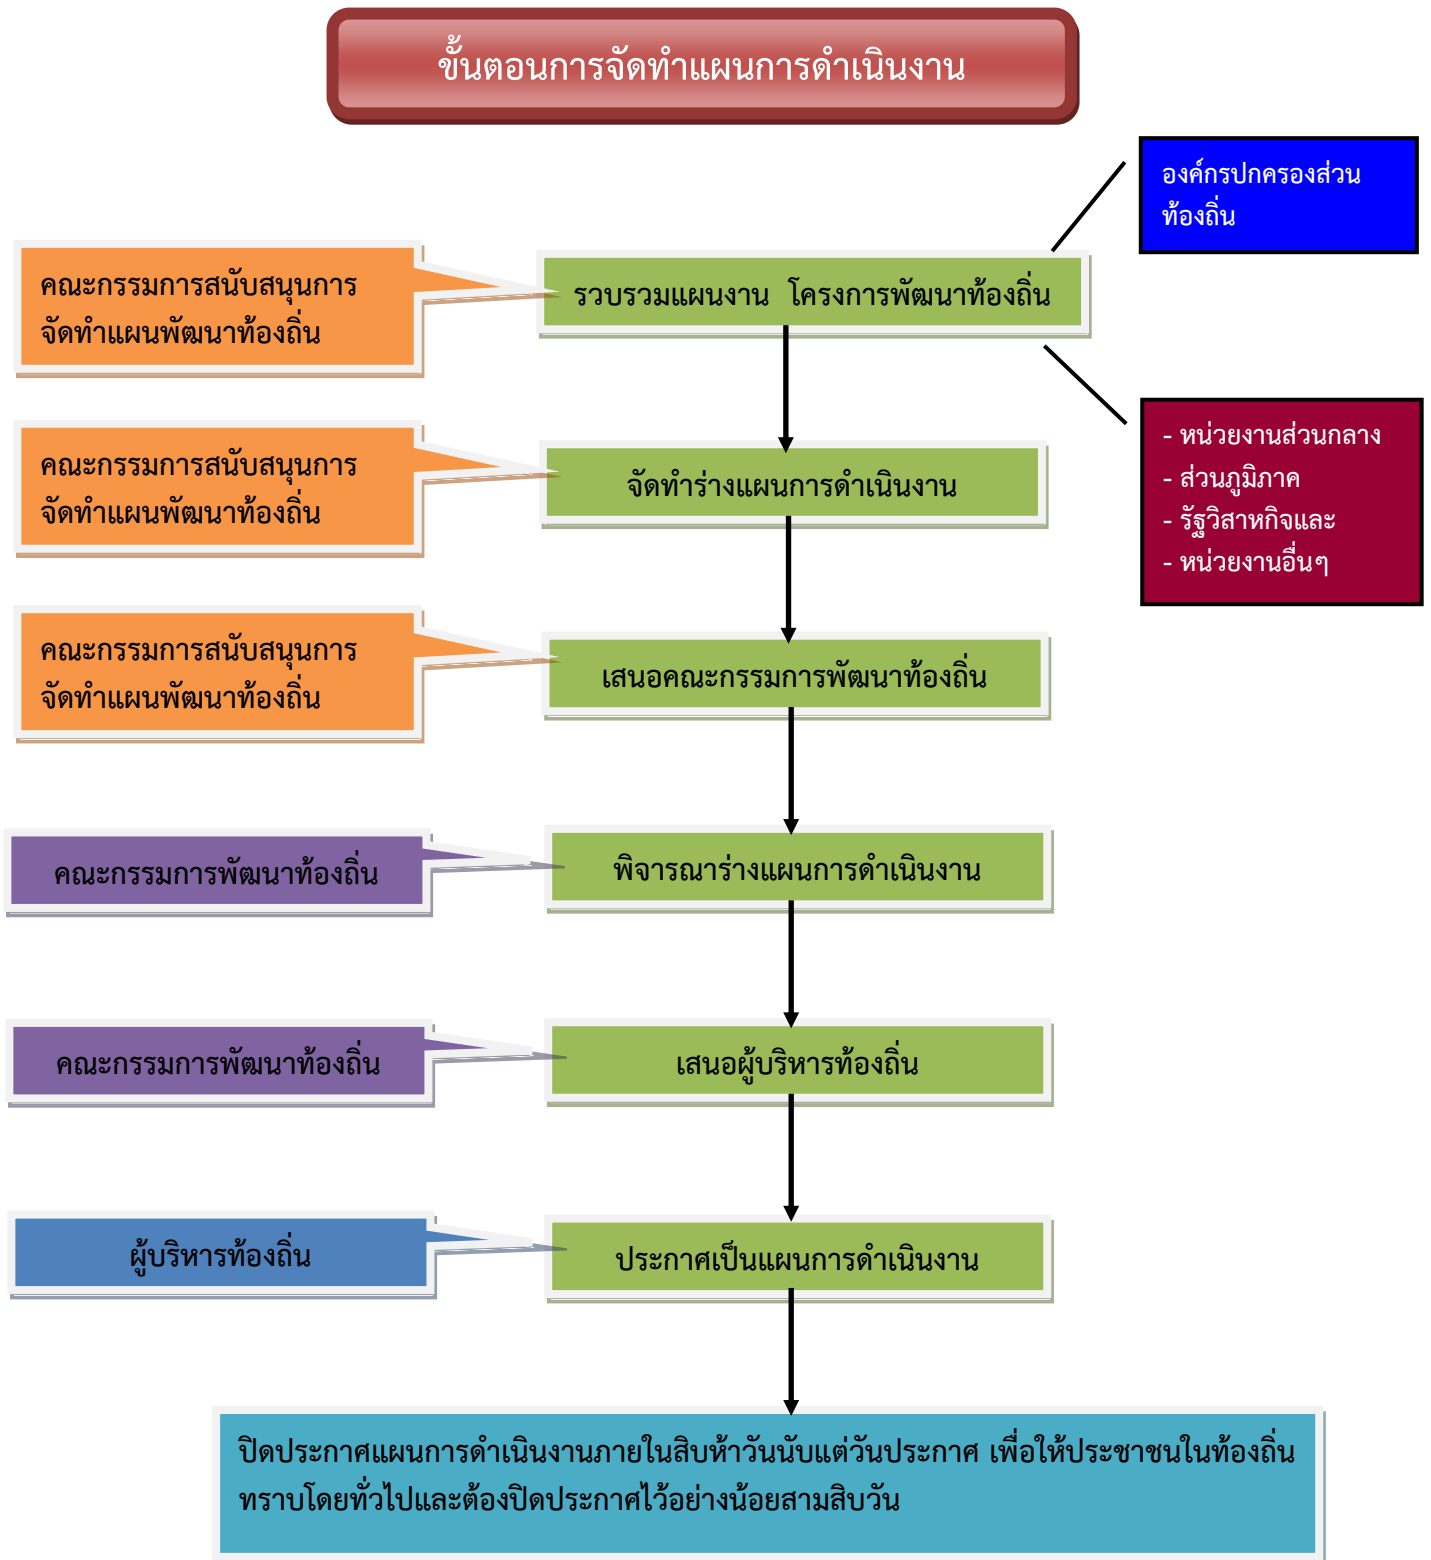 ขั้นตอนการจัดทำแผนการดำเนินงาน
องค์กรปกครองส่วน
ท้องถิ่น
คณะกรรมการสนับสนุนการ
จัดทำแผนพัฒนาท้องถิ่น
รวบรวมแผนงาน โครงการพัฒนาท้องถิ่น
- หน่วยงานส่วนกลาง
- ส่วนภูมิภาค
- รัฐวิสาหกิจและ
- หน่วยงานอื่นๆ
คณะกรรมการสนับสนุนการ
จัดทำแผนพัฒนาท้องถิ่น
จัดทำร่างแผนการดำเนินงาน
คณะกรรมการสนับสนุนการ
จัดทำแผนพัฒนาท้องถิ่น
เสนอคณะกรรมการพัฒนาท้องถิ่น
คณะกรรมการพัฒนาท้องถิ่น
พิจารณาร่างแผนการดำเนินงาน
คณะกรรมการพัฒนาท้องถิ่น
เสนอผู้บริหารท้องถิ่น
ผู้บริหารท้องถิ่น
ประกาศเป็นแผนการดำเนินงาน
ปิดประกาศแผนการดำเนินงานภายในสิบห้าวันนับแต่วันประกาศ เพื่อให้ประชาชนในท้องถิ่น
ทราบโดยทั่วไปและต้องปิดประกาศไว้อย่างน้อยสามสิบวัน